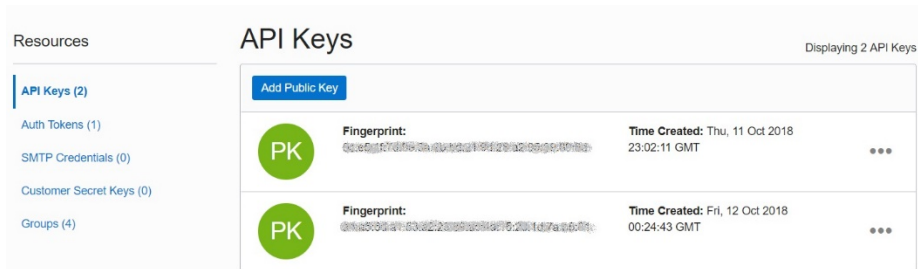 Resources
API Keys
Displaying 2 API Keys
API Keys (2)
Add Public Key
Auth Tokens (1)
PK
Fingerprint:
Time Created: Thu, 11 Oct 2018
23:02:11 GMT
SMTP Credentials (0)
Customer Secret Keys (0)
Groups (4)
PK
Fingerprint:
Time Created: Fri, 12 Oct 2018
00:24:43 GMT